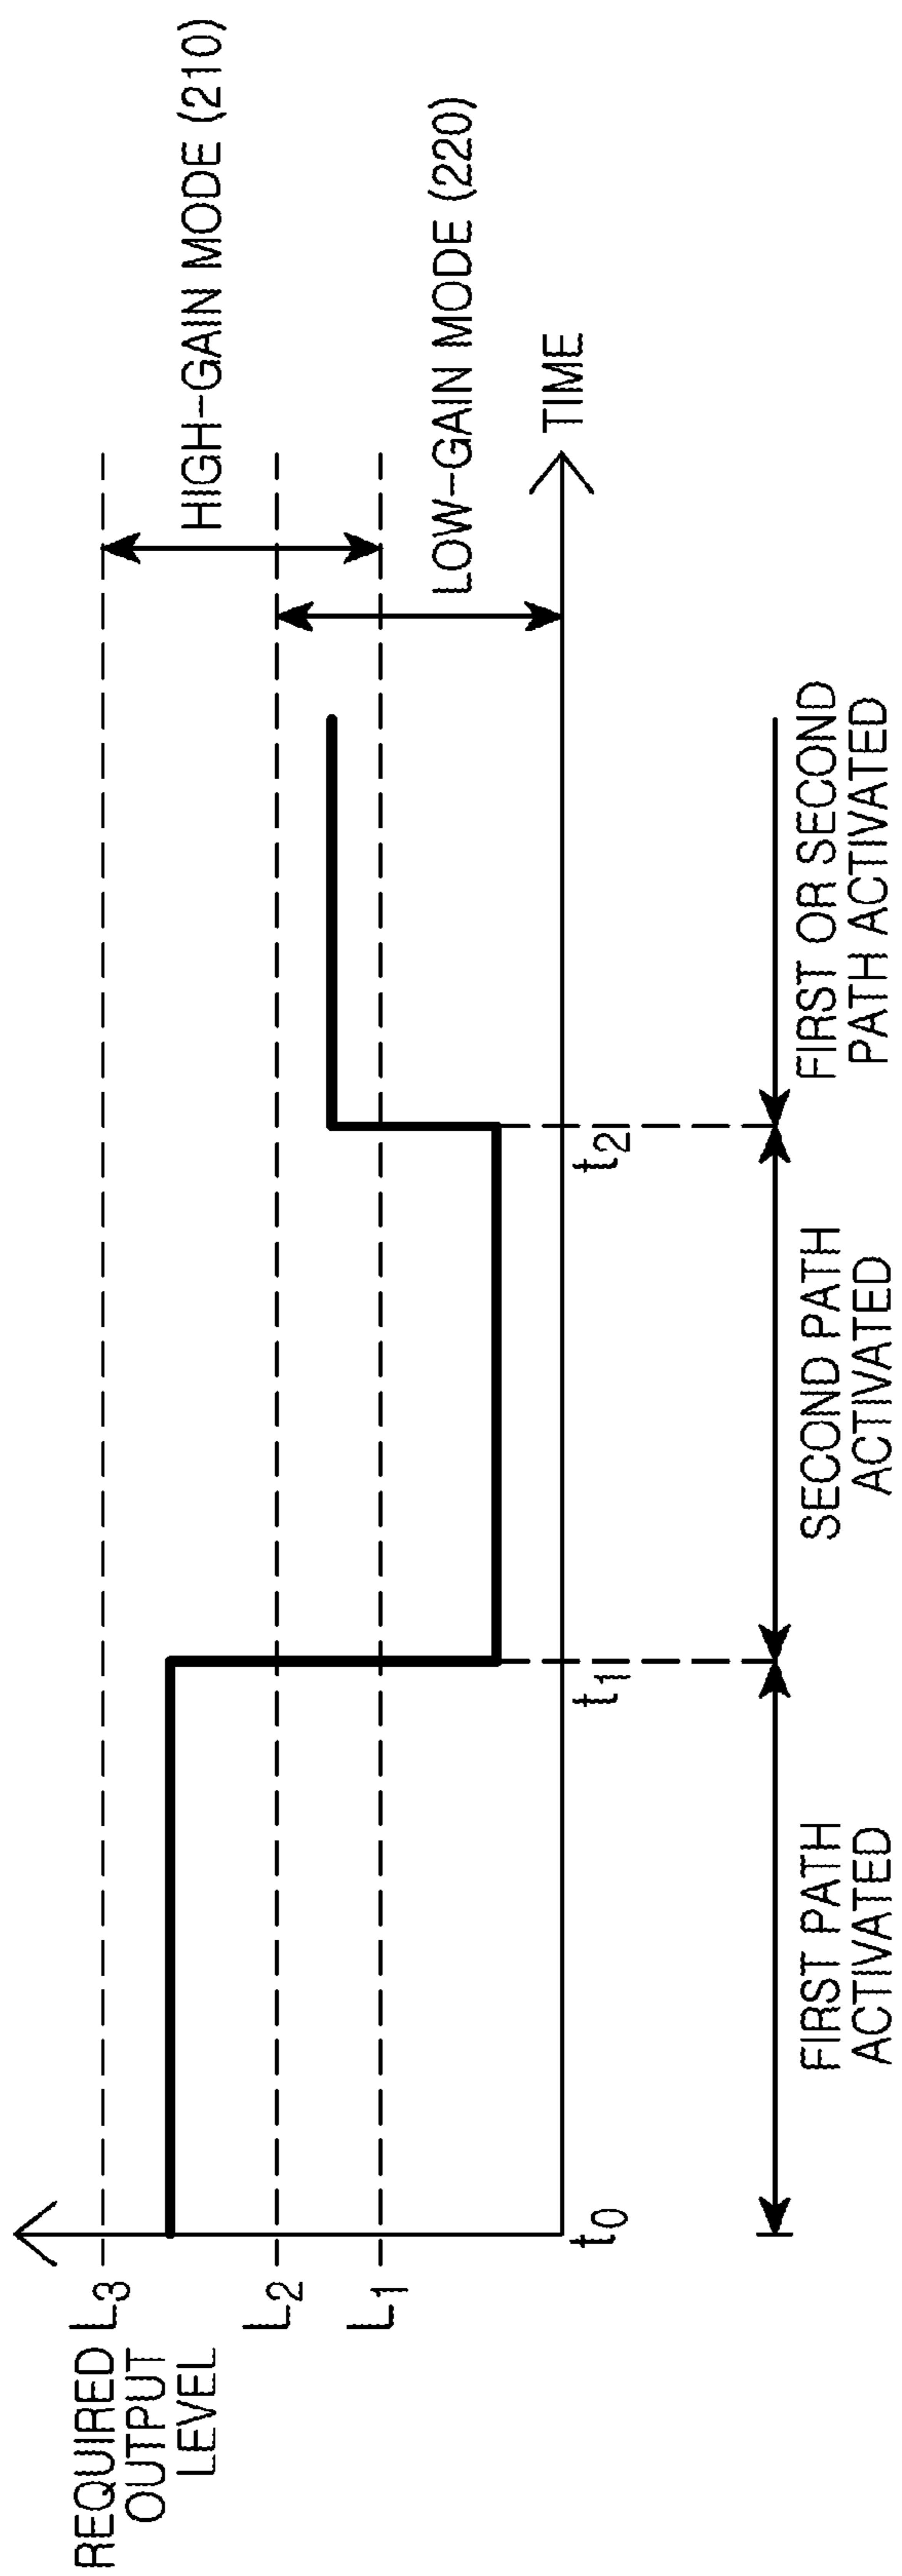 REQUIRED
OUTPUT
LEVEL
L3
L2
L1
HIGH-GAIN MODE (210)
LOW-GAIN MODE (220)
TIME
t0
t1
t2
FIRST PATH
ACTIVATED
SECOND PATH
ACTIVATED
FIRST OR SECOND
PATH ACTIVATED